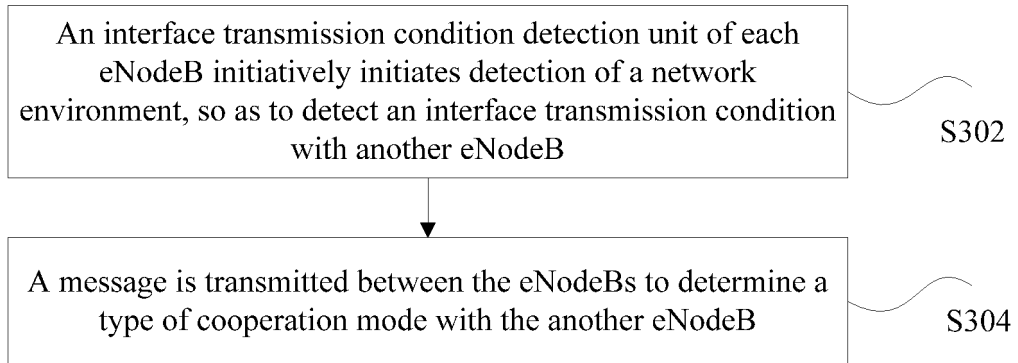 An interface transmission condition detection unit of each
eNodeB initiatively initiates detection of a network
environment, so as to detect an interface transmission condition
with another eNodeB
S302
A message is transmitted between the eNodeBs to determine a
type of cooperation mode with the another eNodeB
S304